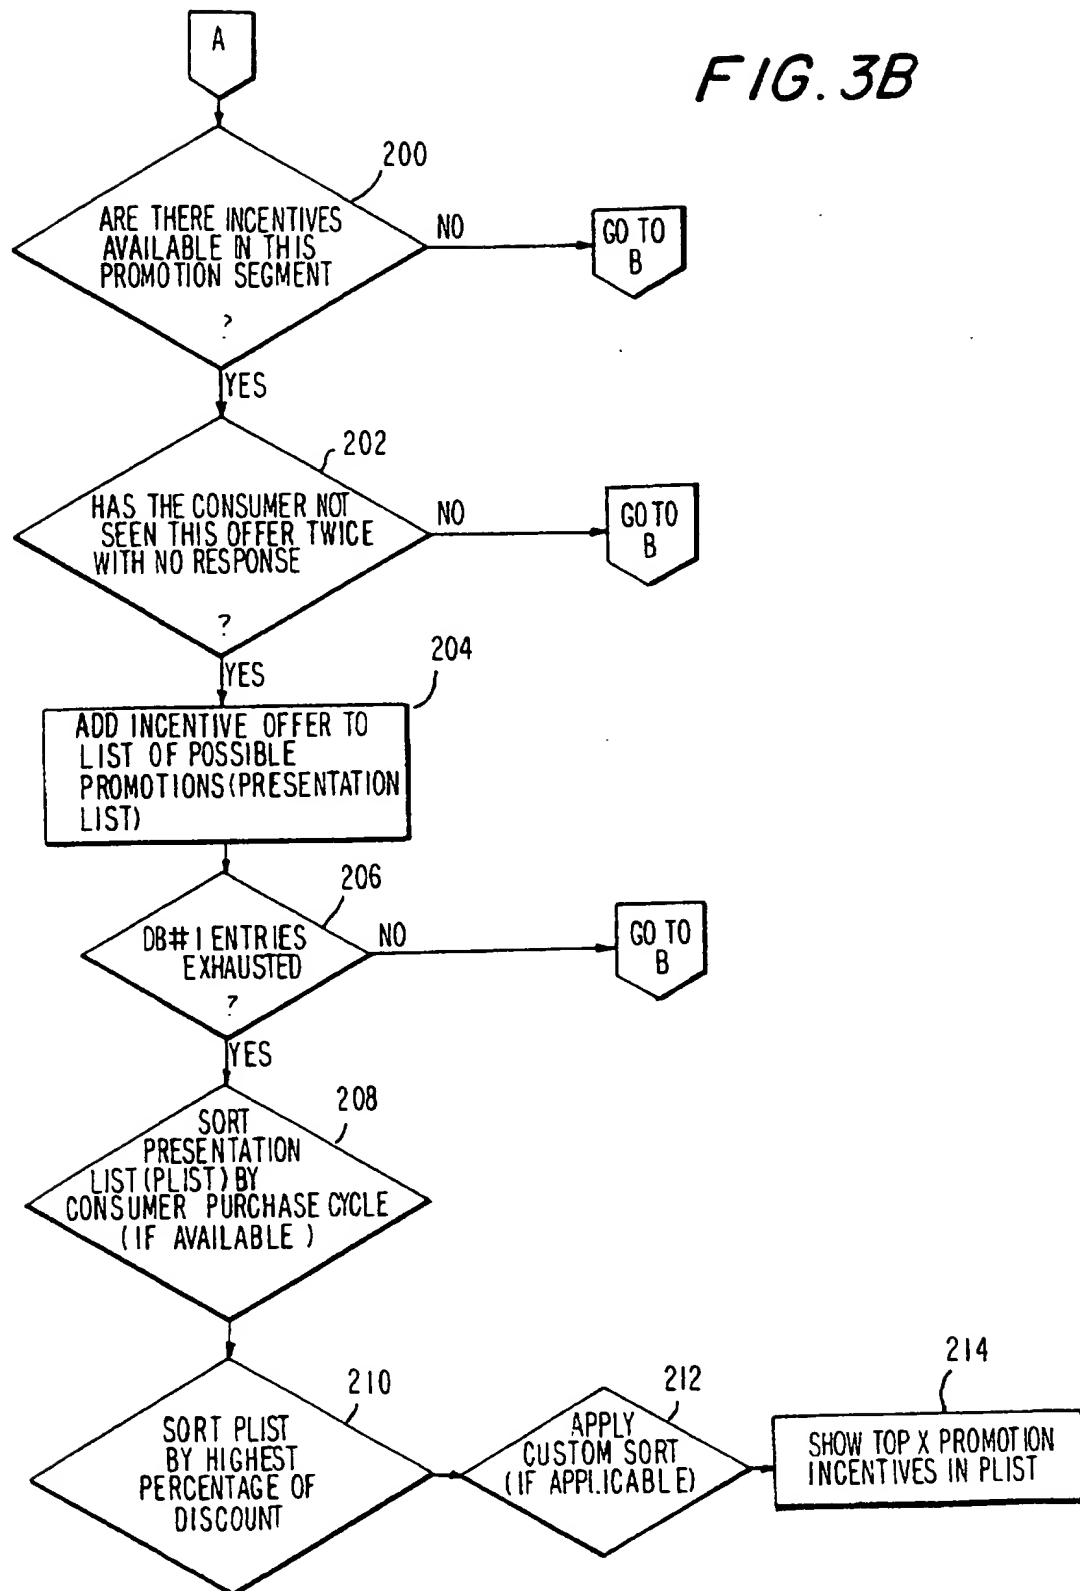 A
FIG. 3B
200
ARE THERE INCENTIVES
AVAILABLE IN THIS
PROMOTION SEGMENT
?
NO
GO TO
B
YES
202
HAS THE CONSUMER NOT
SEEN THIS OFFER TWICE
WITH NO RESPONSE
?
NO
GO TO
B
YES
204
ADD INCENTIVE OFFER TO
LIST OF POSSIBLE
PROMOTIONS (PRESENTATION
LIST)
206
DB#1 ENTRIES
EXHAUSTED
?
NO
GO TO
B
YES
208
SORT
PRESENTATION
LIST (PLIST) BY
CONSUMER PURCHASE CYCLE
(IF AVAILABLE)
210
SORT PLIST
BY HIGHEST
PERCENTAGE OF
DISCOUNT
212
APPLY
CUSTOM SORT
(IF APPLICABLE)
214
SHOW TOP X PROMOTION
INCENTIVES IN PLIST